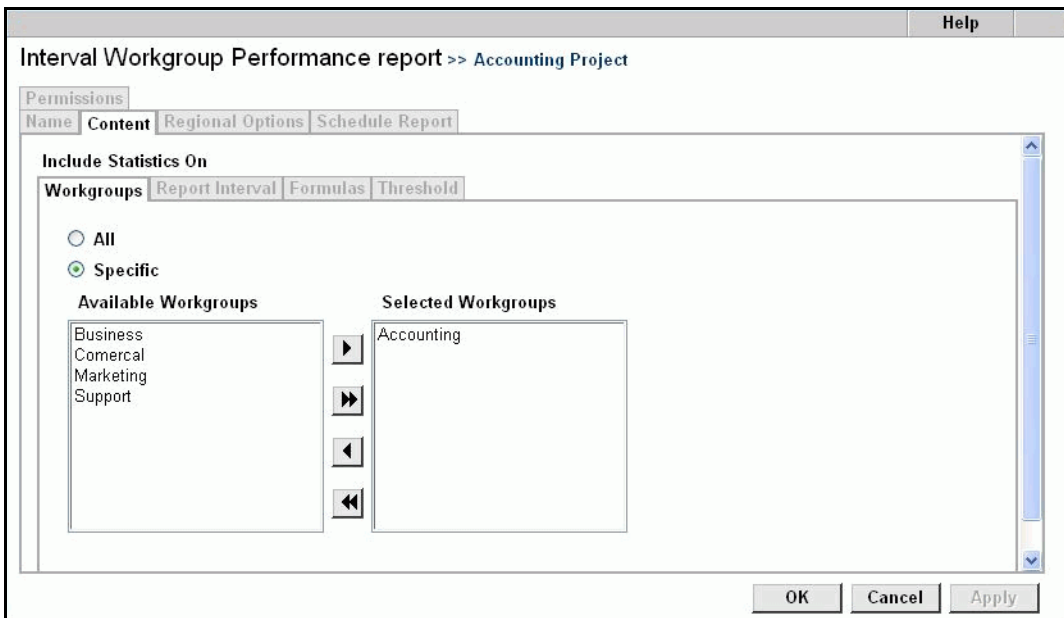 Help
Interval Workgroup Performance report >> Accounting Project
Permissions
Name Content Regional Options Schedule Report
Include Statistics On
Workgroups Report Interval Formulas Threshold
All
Specific
Available Workgroups Selected Workgroups
Business Accounting
Comercal
Marketing
Support
OK Cancel Apply